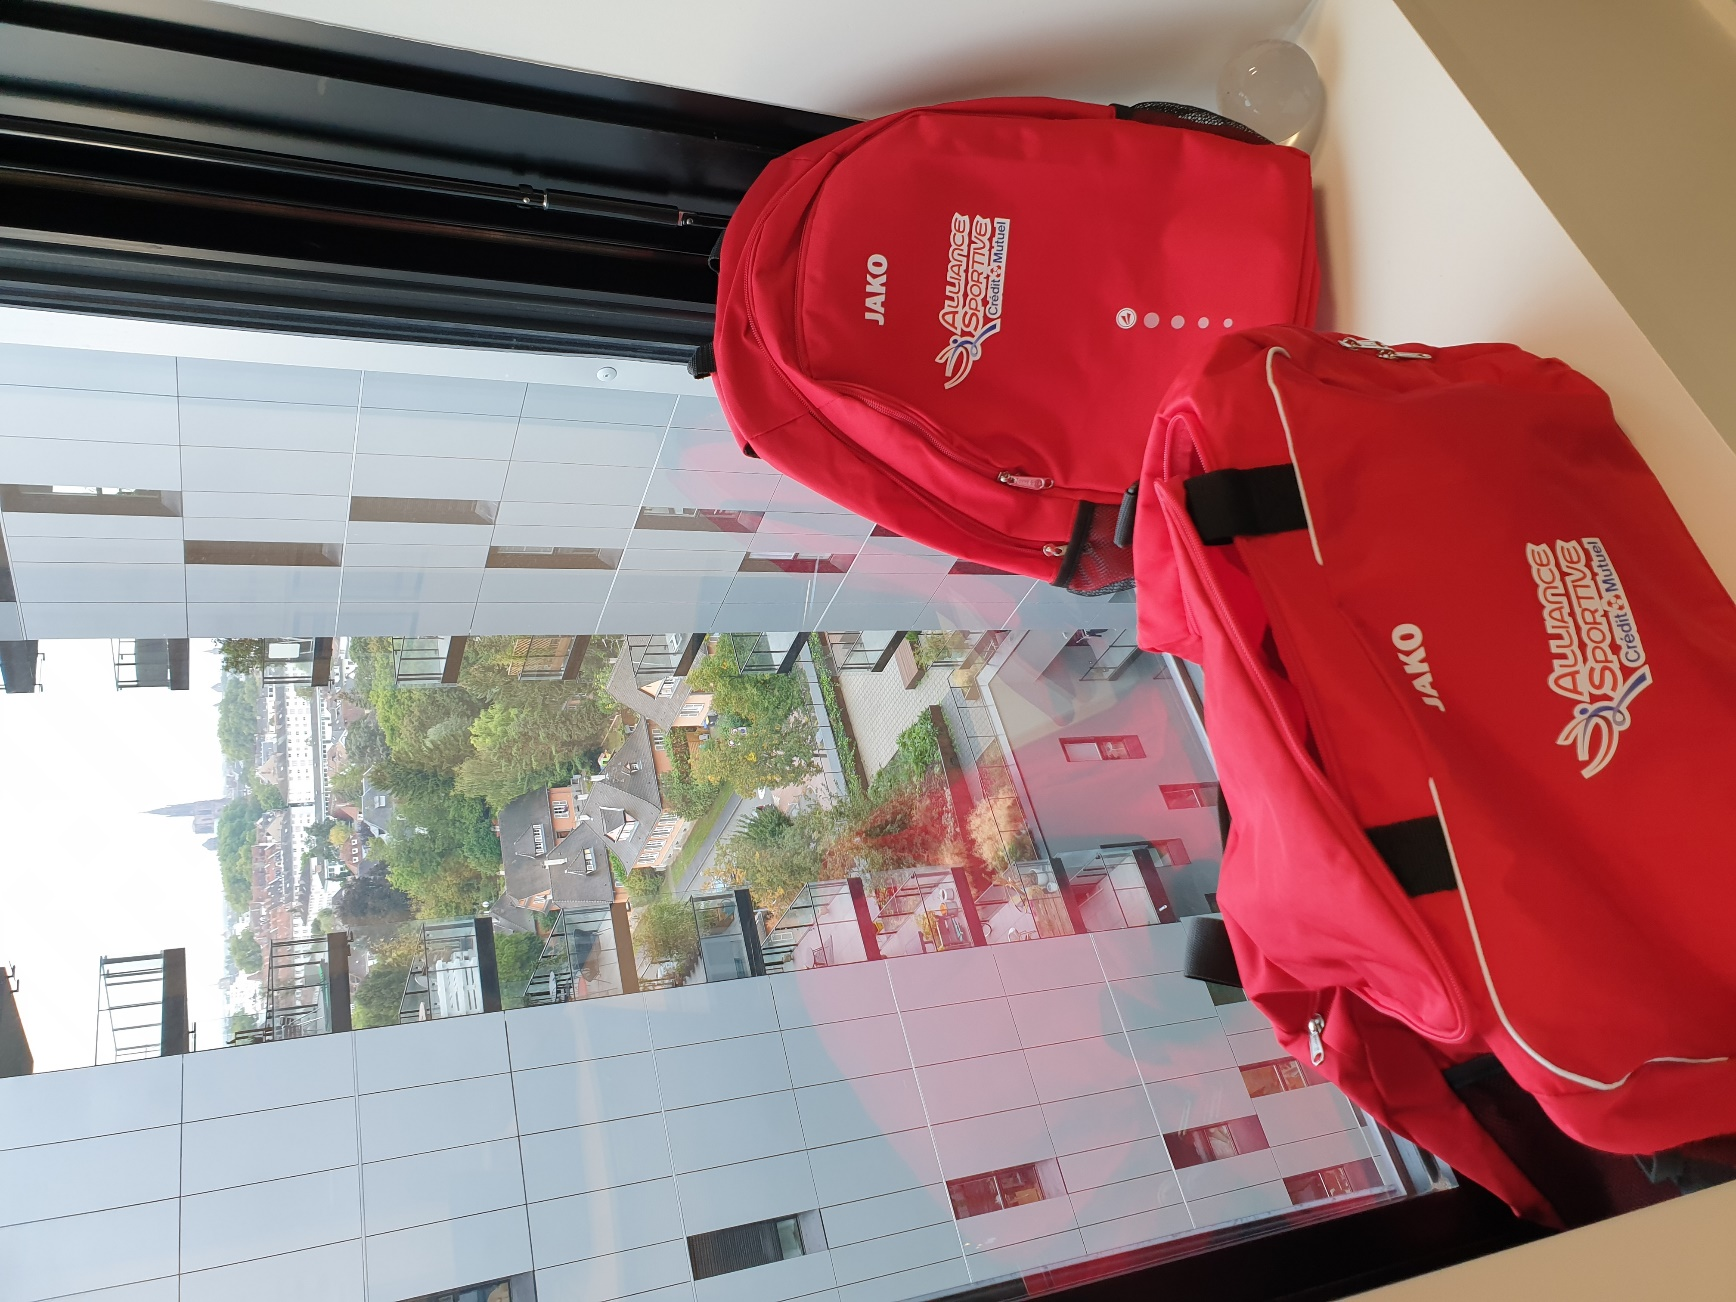 JAKO
ALLIANCE
SPORTIVE
Crédit Mutuel
JAKO
ALLIANCE
SPORTIVE
Crédit Mutuel